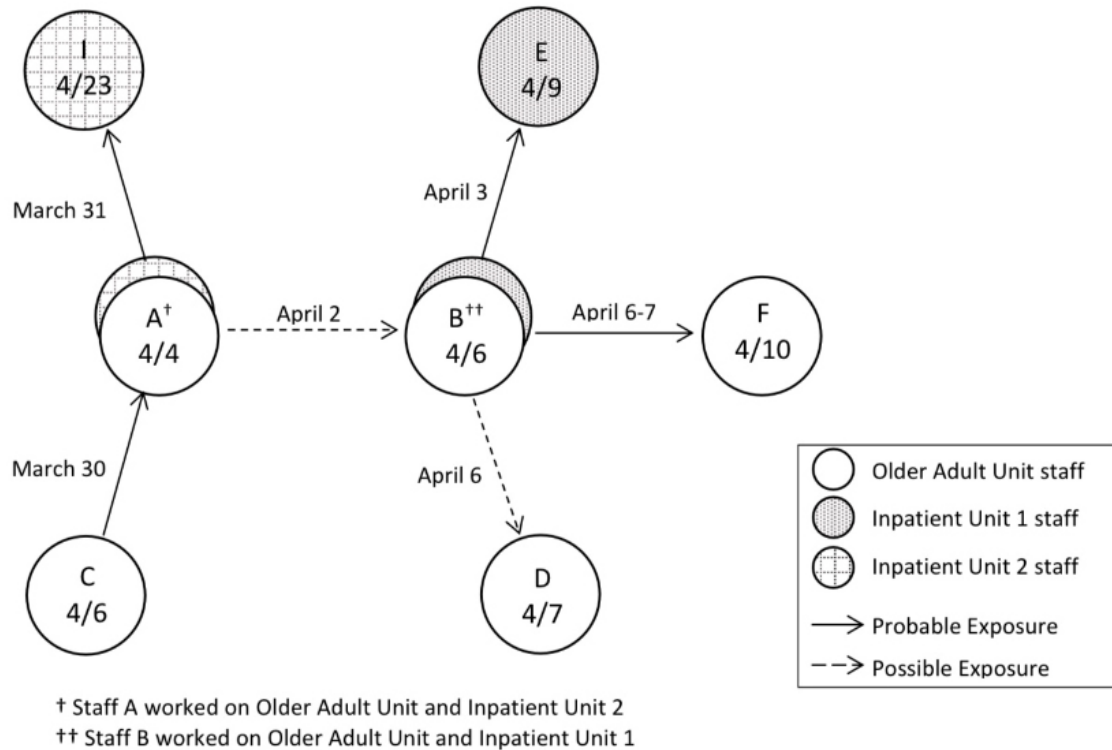 I
4/23
E
4/9
March 31
April 3
A†
4/4
April 2
B††
4/6
April 6-7
F
4/10
March 30
April 6
C
4/6
D
4/7
Older Adult Unit staff
Inpatient Unit 1 staff
Inpatient Unit 2 staff
Probable Exposure
Possible Exposure
† Staff A worked on Older Adult Unit and Inpatient Unit 2
†† Staff B worked on Older Adult Unit and Inpatient Unit 1